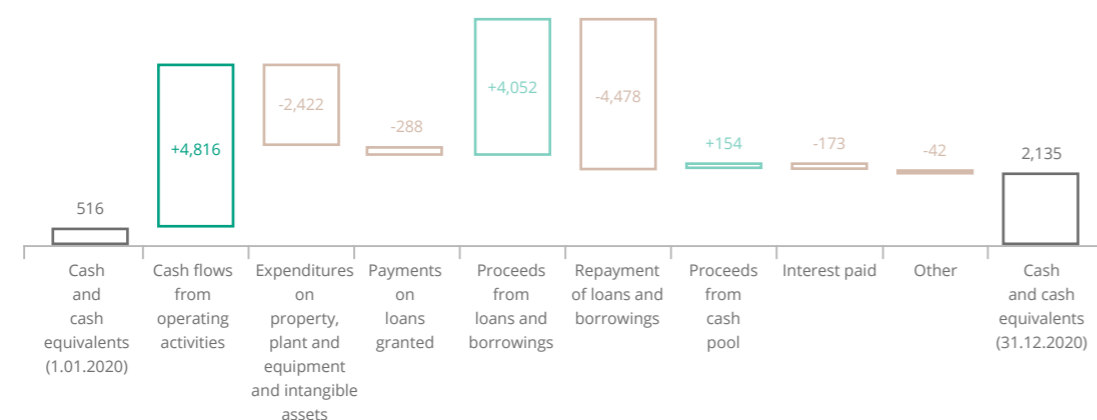 516
+4,816
-2,422
-288
+4,052
-4,478
+154
-173
-42
2,135
Cash
and
cash
equivalents
(1.01.2020)
Cash flows
from
operating
activities
Expenditures
on
property,
plant and
equipment
and intangible
assets
Payments
on
loans
granted
Proceeds
from
loans and
borrowings
Repayment
of loans and
borrowings
Proceeds
from
cash
pool
Interest paid
Other
Cash
and cash
equivalents
(31.12.2020)